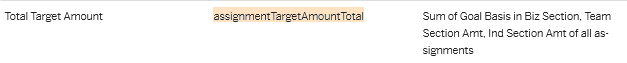 Total Target Amount assignmentTargetAmountTotal Sum of Goal Basis in Biz Section, Team
Section Amt, Ind Section Amt of all as-
signments